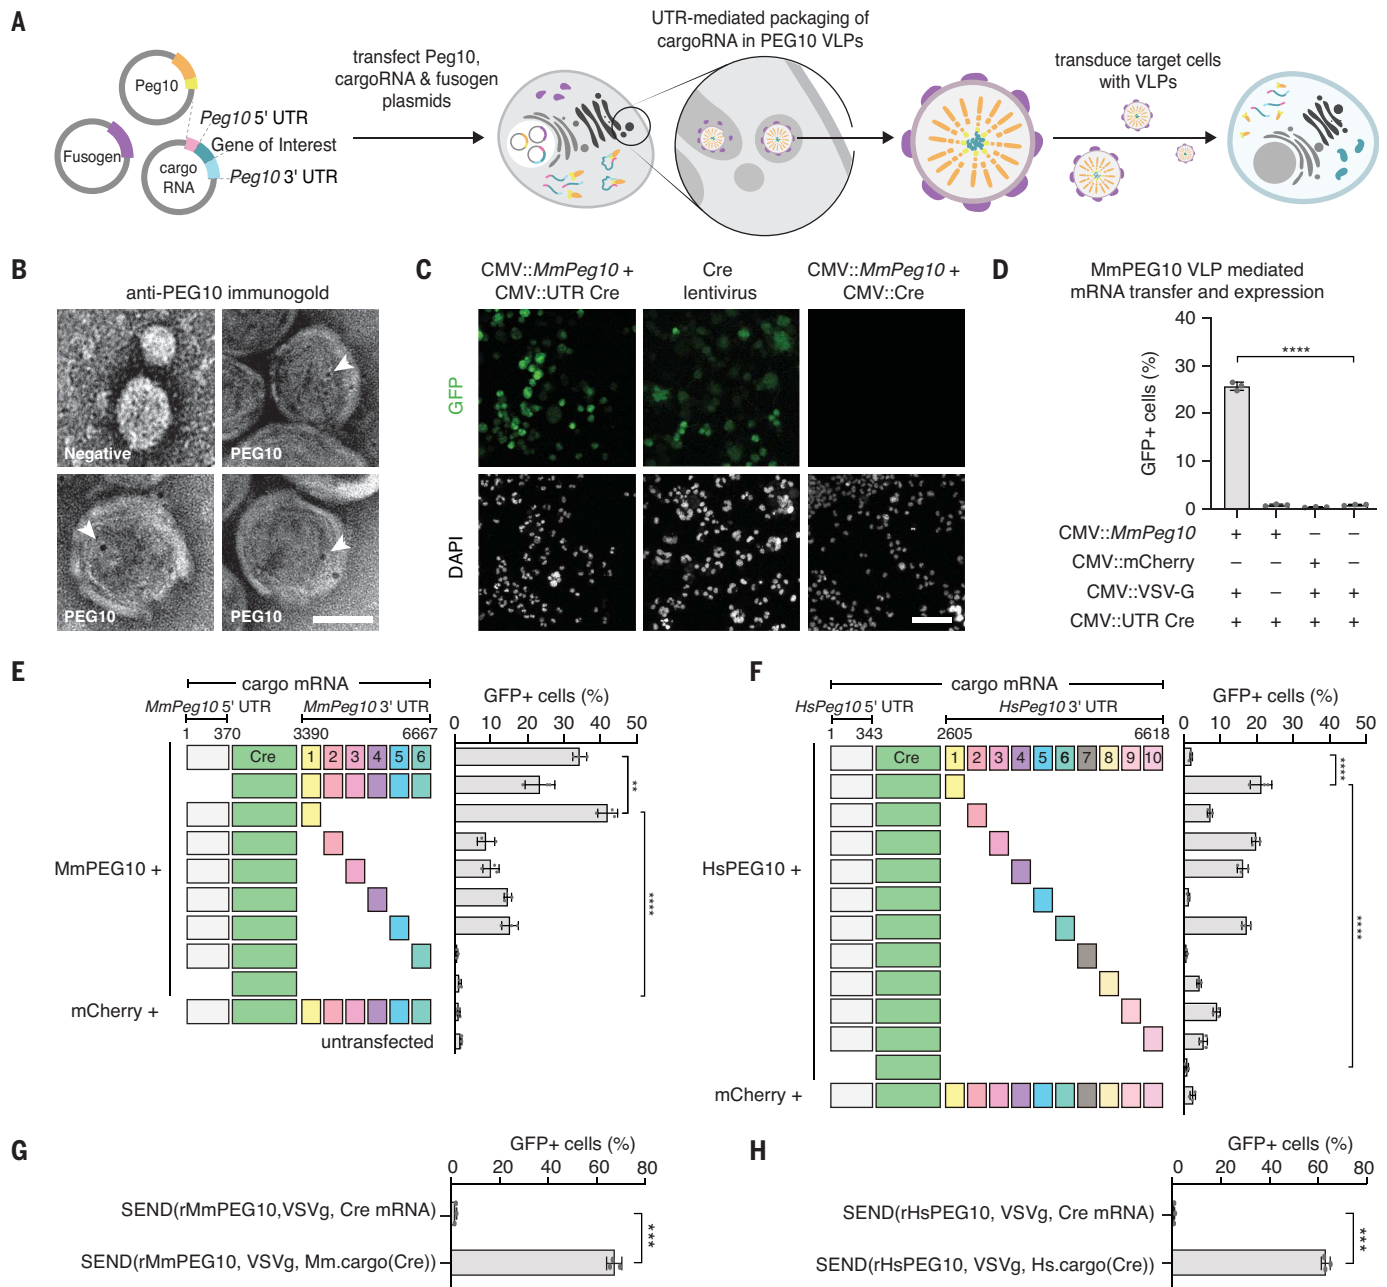 A
Peg10
Fusogen
cargo
RNA
Peg10 5' UTR
Gene of Interest
Peg10 3' UTR
transfect Peg10,
cargoRNA & fusogen
plasmids
UTR-mediated packaging of
cargoRNA in PEG10 VLPs
transduce target cells
with VLPs
B
anti-PEG10 immunogold
Negative
PEG10
PEG10
PEG10
C
CMV::MmPeg10 +
CMV::UTR Cre
Cre
lentivirus
CMV::MmPeg10 +
CMV::Cre
GFP
DAPI
D
MmPEG10 VLP mediated
mRNA transfer and expression
GFP+ cells (%)
40
30
20
10
0
****
CMV::MmPeg10 + + – –
CMV::mCherry – – + –
CMV::VSV-G + – + +
CMV::UTR Cre + + + +
E
cargo mRNA
MmPeg10 5' UTR
MmPeg10 3' UTR
1 370 3390 6667
GFP+ cells (%)
0 10 20 30 40 50
Cre 1 2 3 4 5 6
MmPEG10 +
mCherry +
untransfected
**
****
F
cargo mRNA
HsPeg10 5' UTR
HsPeg10 3' UTR
1 343 2605 6618
GFP+ cells (%)
0 10 20 30 40 50
Cre 1 2 3 4 5 6 7 8 9 10
HsPEG10 +
mCherry +
****
****
G
GFP+ cells (%)
0 20 40 60 80
SEND(rMmPEG10,VSVg, Cre mRNA)
SEND(rMmPEG10, VSVg, Mm.cargo(Cre))
***
H
GFP+ cells (%)
0 20 40 60 80
SEND(rHsPEG10, VSVg, Cre mRNA)
SEND(rHsPEG10, VSVg, Hs.cargo(Cre))
***